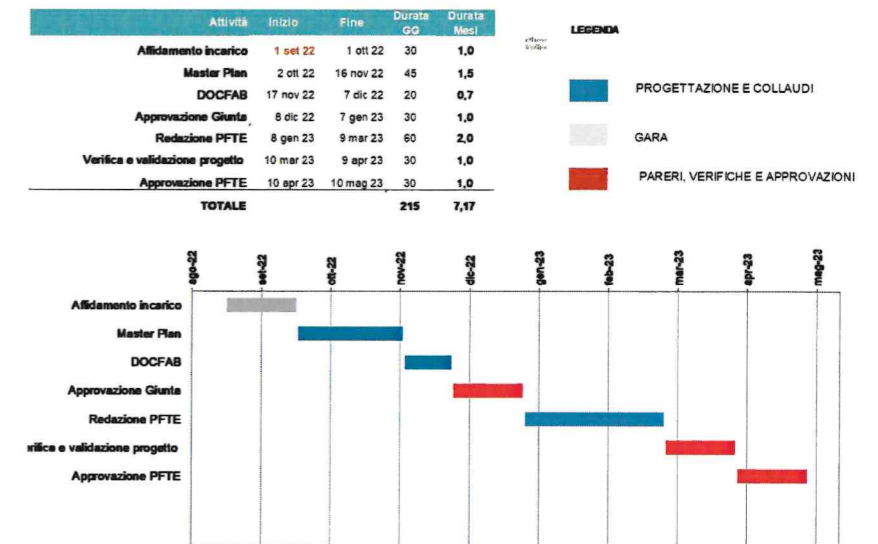 Attività Inizio Fine Durata GG Durata Mesi
Affidamento incarico 1 set 22 1 ott 22 30 1,0
Master Plan 2 ott 22 16 nov 22 45 1,5
DOCFAB 17 nov 22 7 dic 22 20 0,7
Approvazione Giunta 8 dic 22 7 gen 23 30 1,0
Redazione PFTE 8 gen 23 9 mar 23 60 2,0
Verifica e validazione progetto 10 mar 23 9 apr 23 30 1,0
Approvazione PFTE 10 apr 23 10 mag 23 30 1,0
TOTALE 215 7,17
LEGENDA
PROGETTAZIONE E COLLAUDI
GARA
PARERI, VERIFICHE E APPROVAZIONI
ago-22 set-22 ott-22 nov-22 dic-22 gen-23 feb-23 mar-23 apr-23 mag-23
Affidamento incarico
Master Plan
DOCFAB
Approvazione Giunta
Redazione PFTE
rifica e validazione progetto
Approvazione PFTE